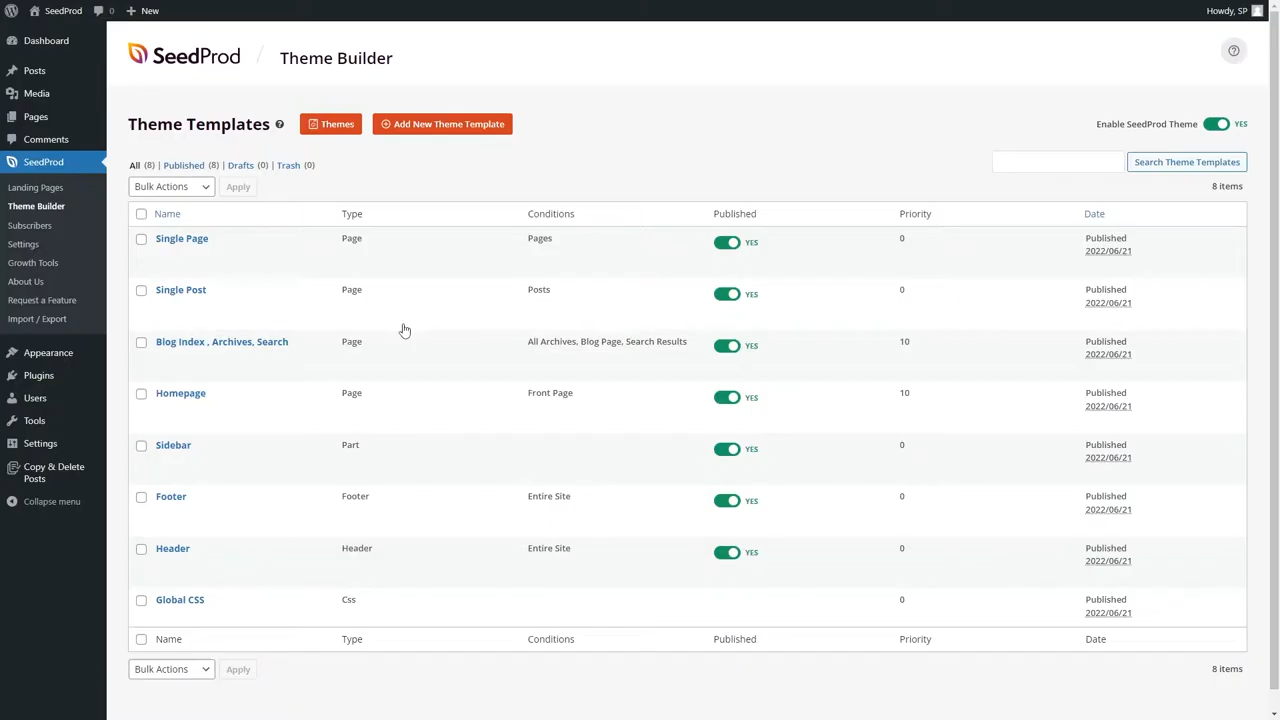 SeedProd 0 New Howdy, SP
Dashboard
Posts
Media
Pages
Comments
SeedProd
Landing Pages
Theme Builder
Subscribers
Settings
Growth Tools
About Us
Request a Feature
Import / Export
Appearance
Plugins
Users
Tools
Settings
Copy & Delete
Posts
Collapse menu
SeedProd / Theme Builder
Theme Templates Themes Add New Theme Template Enable SeedProd Theme YES
All (8) | Published (8) | Drafts (0) | Trash (0) Search Theme Templates
Bulk Actions Apply 8 items
Name Type Conditions Published Priority Date
Single Page Page Pages YES 0 Published
2022/06/21
Single Post Page Posts YES 0 Published
2022/06/21
Blog Index , Archives, Search Page All Archives, Blog Page, Search Results YES 10 Published
2022/06/21
Homepage Page Front Page YES 10 Published
2022/06/21
Sidebar Part YES 0 Published
2022/06/21
Footer Footer Entire Site YES 0 Published
2022/06/21
Header Header Entire Site YES 0 Published
2022/06/21
Global CSS Css 0 Published
2022/06/21
Name Type Conditions Published Priority Date
Bulk Actions Apply 8 items